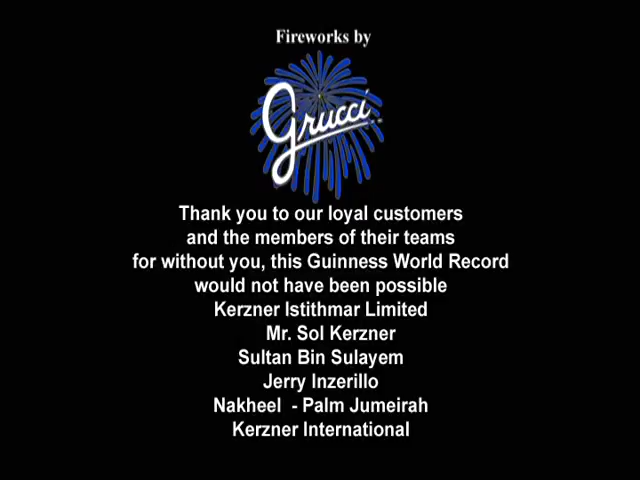 Fireworks by
Grucci
Thank you to our loyal customers
and the members of their teams
for without you, this Guinness World Record
would not have been possible
Kerzner Istithmar Limited
Mr. Sol Kerzner
Sultan Bin Sulayem
Jerry Inzerillo
Nakheel - Palm Jumeirah
Kerzner International